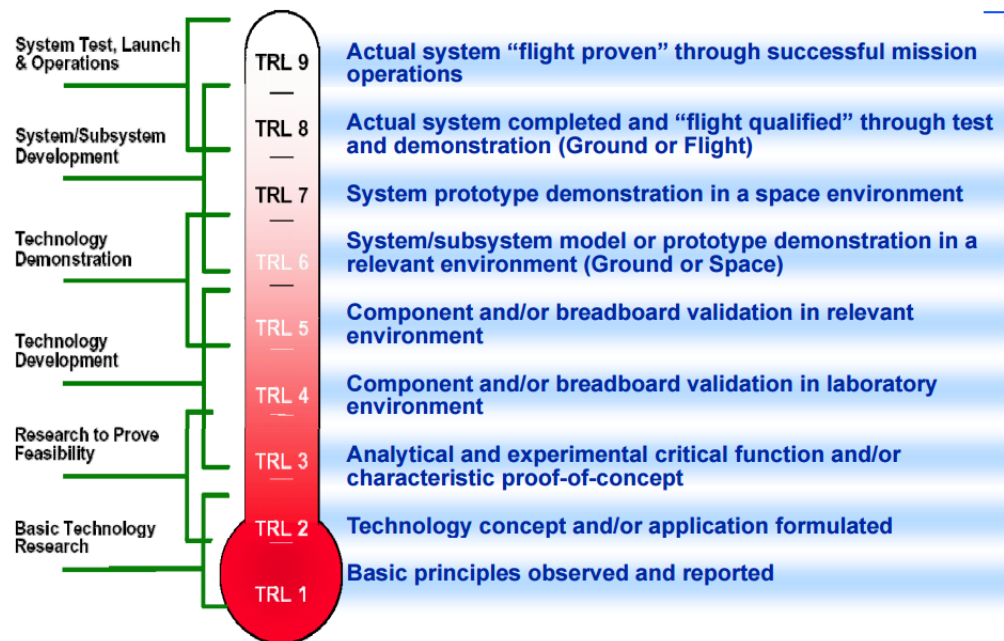 System Test, Launch
& Operations
System/Subsystem
Development
Technology
Demonstration
Technology
Development
Research to Prove
Feasibility
Basic Technology
Research
TRL 9
TRL 8
TRL 7
TRL 6
TRL 5
TRL 4
TRL 3
TRL 2
TRL 1
Actual system “flight proven” through successful mission
operations
Actual system completed and “flight qualified” through test
and demonstration (Ground or Flight)
System prototype demonstration in a space environment
System/subsystem model or prototype demonstration in a
relevant environment (Ground or Space)
Component and/or breadboard validation in relevant
environment
Component and/or breadboard validation in laboratory
environment
Analytical and experimental critical function and/or
characteristic proof-of-concept
Technology concept and/or application formulated
Basic principles observed and reported